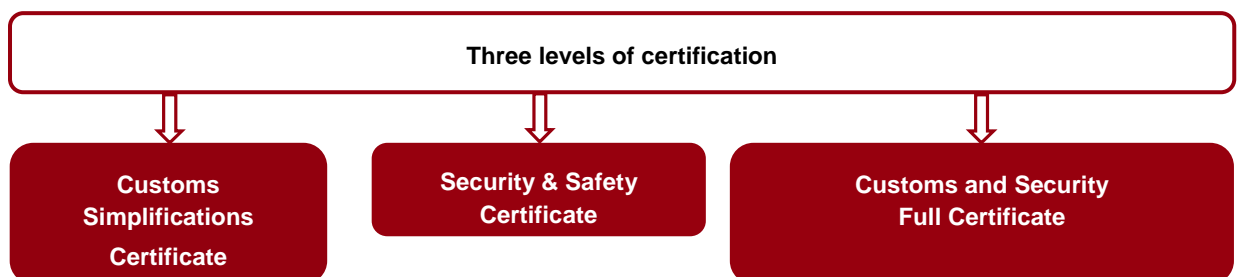 Three levels of certification
Customs
Simplifications
Certificate
Security & Safety
Certificate
Customs and Security
Full Certificate